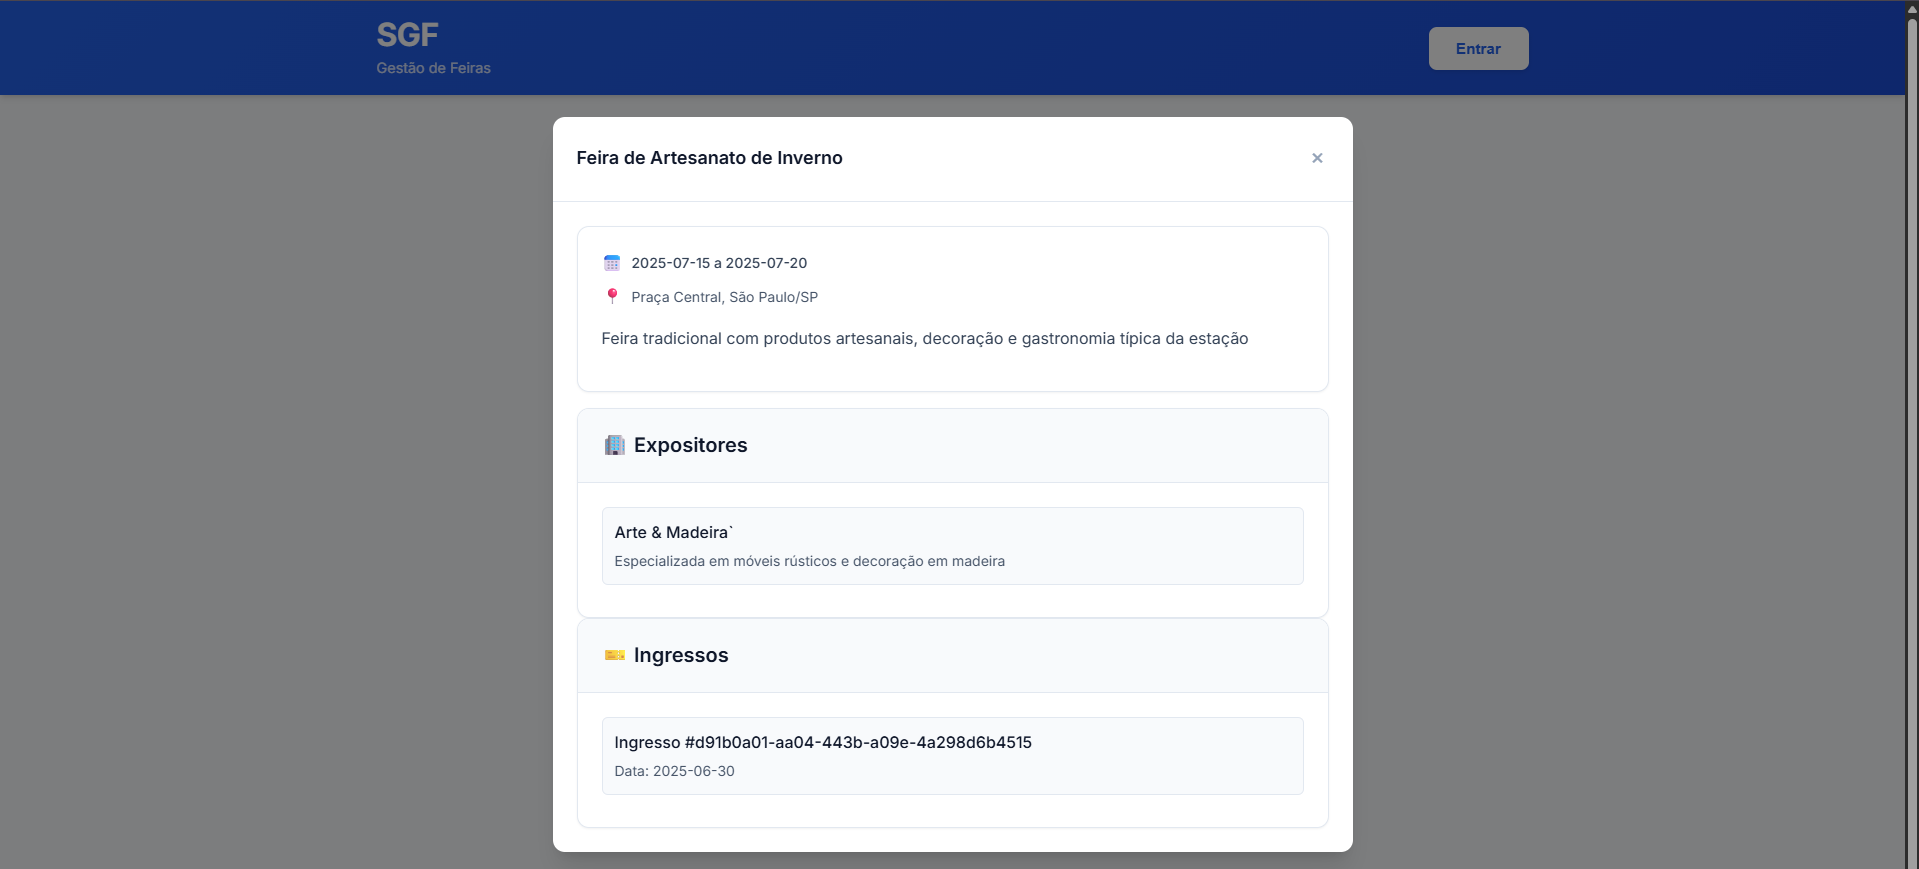 SGF
Gestão de Feiras
Entrar
Feira de Artesanato de Inverno
×
2025-07-15 a 2025-07-20
Praça Central, São Paulo/SP
Feira tradicional com produtos artesanais, decoração e gastronomia típica da estação
Expositores
Arte & Madeira`
Especializada em móveis rústicos e decoração em madeira
Ingressos
Ingresso #d91b0a01-aa04-443b-a09e-4a298d6b4515
Data: 2025-06-30